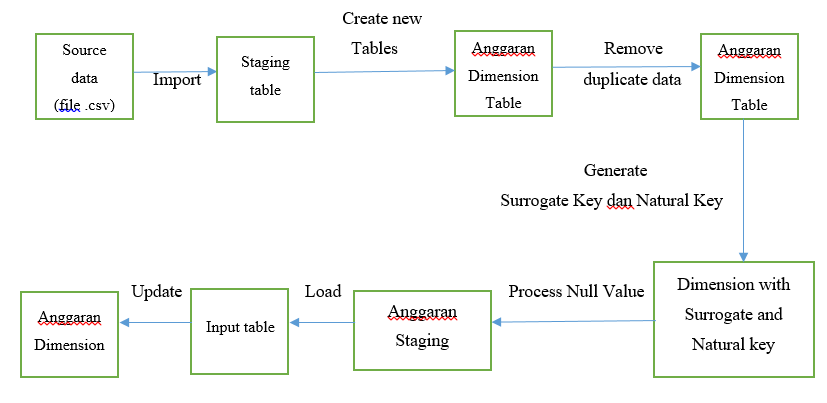 Source
data
(file .csv)
Import
Staging
table
Create new
Tables
Anggaran
Dimension
Table
Remove
duplicate data
Anggaran
Dimension
Table
Generate
Surrogate Key dan Natural Key
Dimension with
Surrogate and
Natural key
Process Null Value
Anggaran
Staging
Load
Input table
Update
Anggaran
Dimension